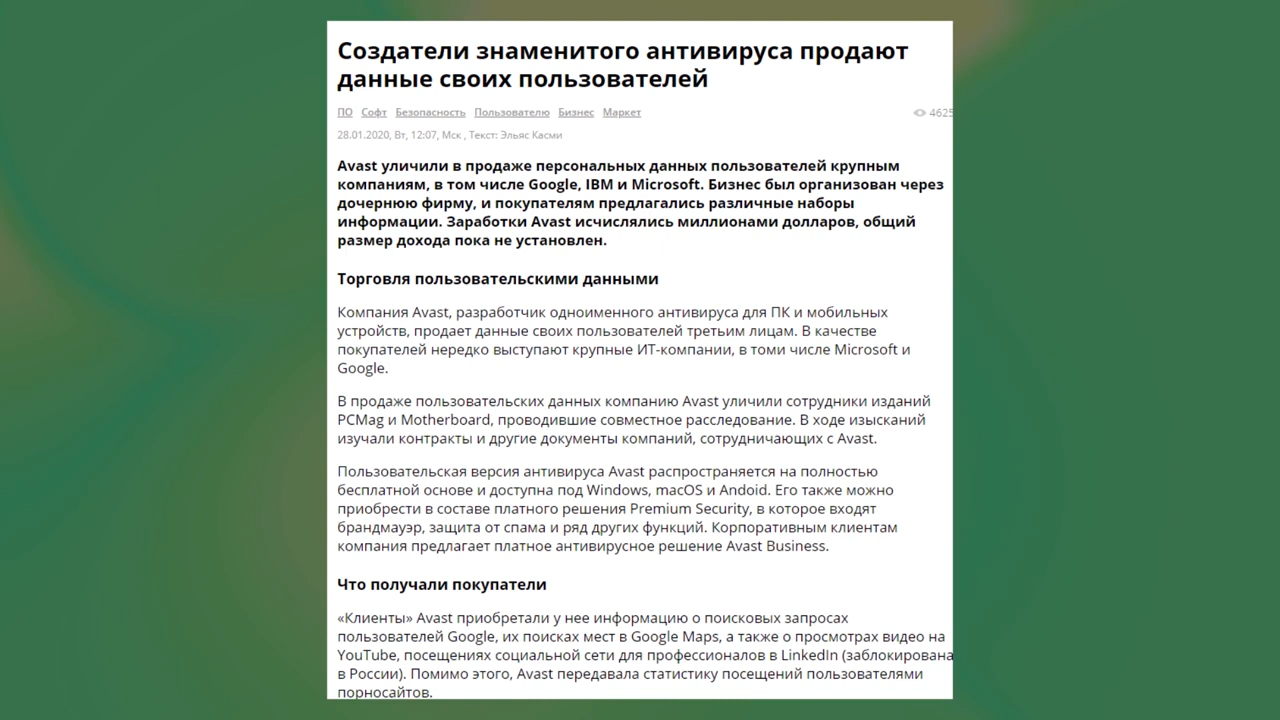 Создатели знаменитого антивируса продают
данные своих пользователей
ПО Софт Безопасность Пользователю Бизнес Маркет 4625
28.01.2020, Вт, 12:07, Мск , Текст: Эльяс Касми
Avast уличили в продаже персональных данных пользователей крупным
компаниям, в том числе Google, IBM и Microsoft. Бизнес был организован через
дочернюю фирму, и покупателям предлагались различные наборы
информации. Заработки Avast исчислялись миллионами долларов, общий
размер дохода пока не установлен.
Торговля пользовательскими данными
Компания Avast, разработчик одноименного антивируса для ПК и мобильных
устройств, продает данные своих пользователей третьим лицам. В качестве
покупателей нередко выступают крупные ИТ-компании, в томи числе Microsoft и
Google.
В продаже пользовательских данных компанию Avast уличили сотрудники изданий
PCMag и Motherboard, проводившие совместное расследование. В ходе изысканий
изучали контракты и другие документы компаний, сотрудничающих с Avast.
Пользовательская версия антивируса Avast распространяется на полностью
бесплатной основе и доступна под Windows, macOS и Andoid. Его также можно
приобрести в составе платного решения Premium Security, в которое входят
брандмауэр, защита от спама и ряд других функций. Корпоративным клиентам
компания предлагает платное антивирусное решение Avast Business.
Что получали покупатели
«Клиенты» Avast приобретали у нее информацию о поисковых запросах
пользователей Google, их поисках мест в Google Maps, а также о просмотрах видео на
YouTube, посещениях социальной сети для профессионалов в LinkedIn (заблокирована
в России). Помимо этого, Avast передавала статистику посещений пользователями
порносайтов.